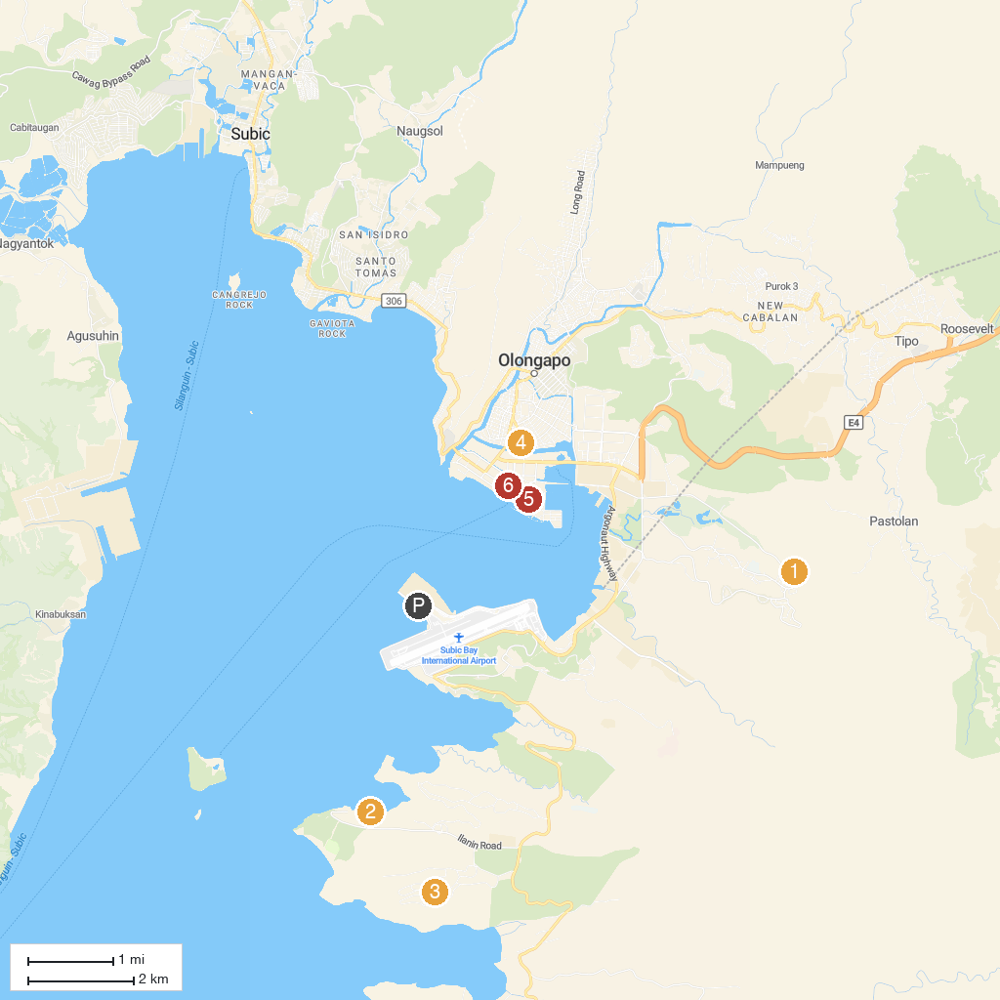 Cawag Bypass Road
MANGAN-
VACA
Cabitaugan
Subic
Naugsol
Mampueng
Long Road
Nagyantok
SAN ISIDRO
SANTO
TOMAS
CANGREJO
ROCK
306
Purok 3
NEW
CABALAN
GAVIOTA
ROCK
Agusuhin
Roosevelt
Tipo
Silanguin - Subic
Olongapo
E4
4
6
5
Pastolan
Argonaut Highway
1
P
Kinabuksan
Subic Bay
International Airport
2
Ilanin Road
nguin - Subic
3
1 mi
2 km